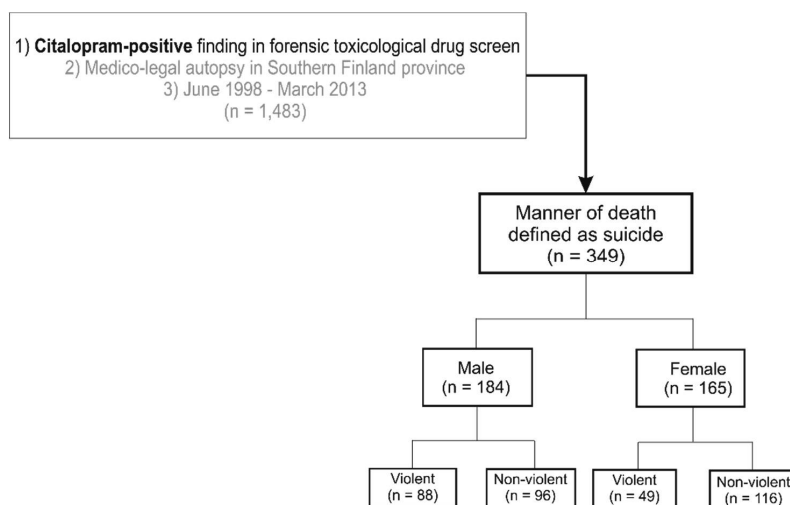 1) Citalopram-positive finding in forensic toxicological drug screen
2) Medico-legal autopsy in Southern Finland province
3) June 1998 - March 2013
(n = 1,483)
Manner of death
defined as suicide
(n = 349)
Male
(n = 184)
Female
(n = 165)
Violent
(n = 88)
Non-violent
(n = 96)
Violent
(n = 49)
Non-violent
(n = 116)